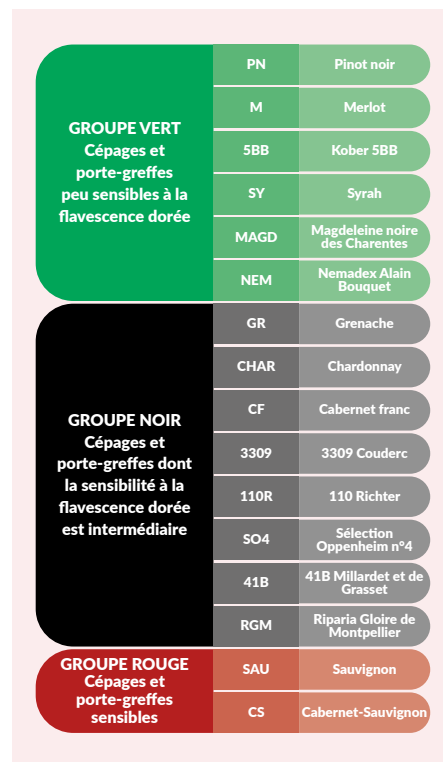 GROUPE VERT
Cépages et
porte-greffes
peu sensibles à la
flavescence dorée
PN
Pinot noir
M
Merlot
5BB
Kober 5BB
SY
Syrah
MAGD
Magdeleine noire
des Charentes
NEM
Nemadex Alain
Bouquet
GROUPE NOIR
Cépages et
porte-greffes dont
la sensibilité à la
flavescence dorée
est intermédiaire
GR
Grenache
CHAR
Chardonnay
CF
Cabernet franc
3309
3309 Couderc
110R
110 Richter
SO4
Sélection
Oppenheim n°4
41B
41B Millardet et de
Grasset
RGM
Riparia Gloire de
Montpellier
GROUPE ROUGE
Cépages et
porte-greffes
sensibles
SAU
Sauvignon
CS
Cabernet-Sauvignon